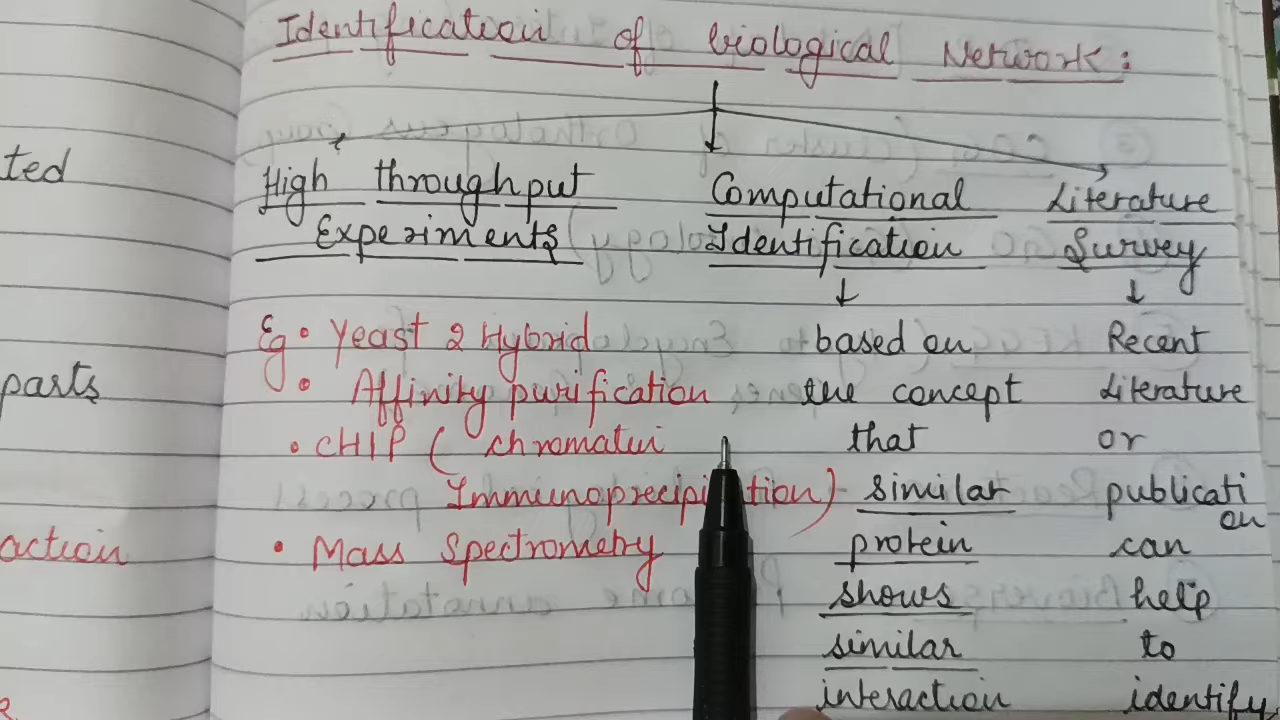 Identification of biological Network:
High throughput
Experiments
Computational
Identification
Literature
Survey
Eg • Yeast 2 Hybrid
• Affinity purification
• CHIP ( chromatin
Immunoprecipitation)
• Mass Spectrometry
based on
the concept
that
similar
protein
shows
similar
interaction
Recent
Literature
or
publicati
on
can
help
to
identify
ted
parts
action